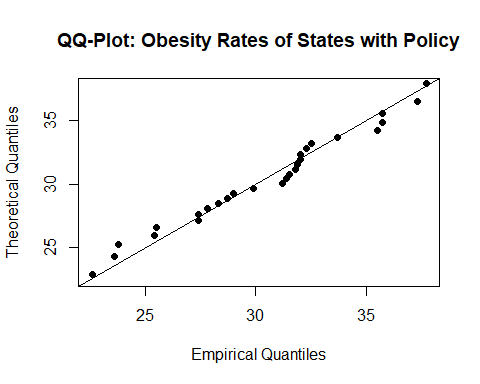 QQ-Plot: Obesity Rates of States with Policy
Theoretical Quantiles
35
30
25
25
30
35
Empirical Quantiles